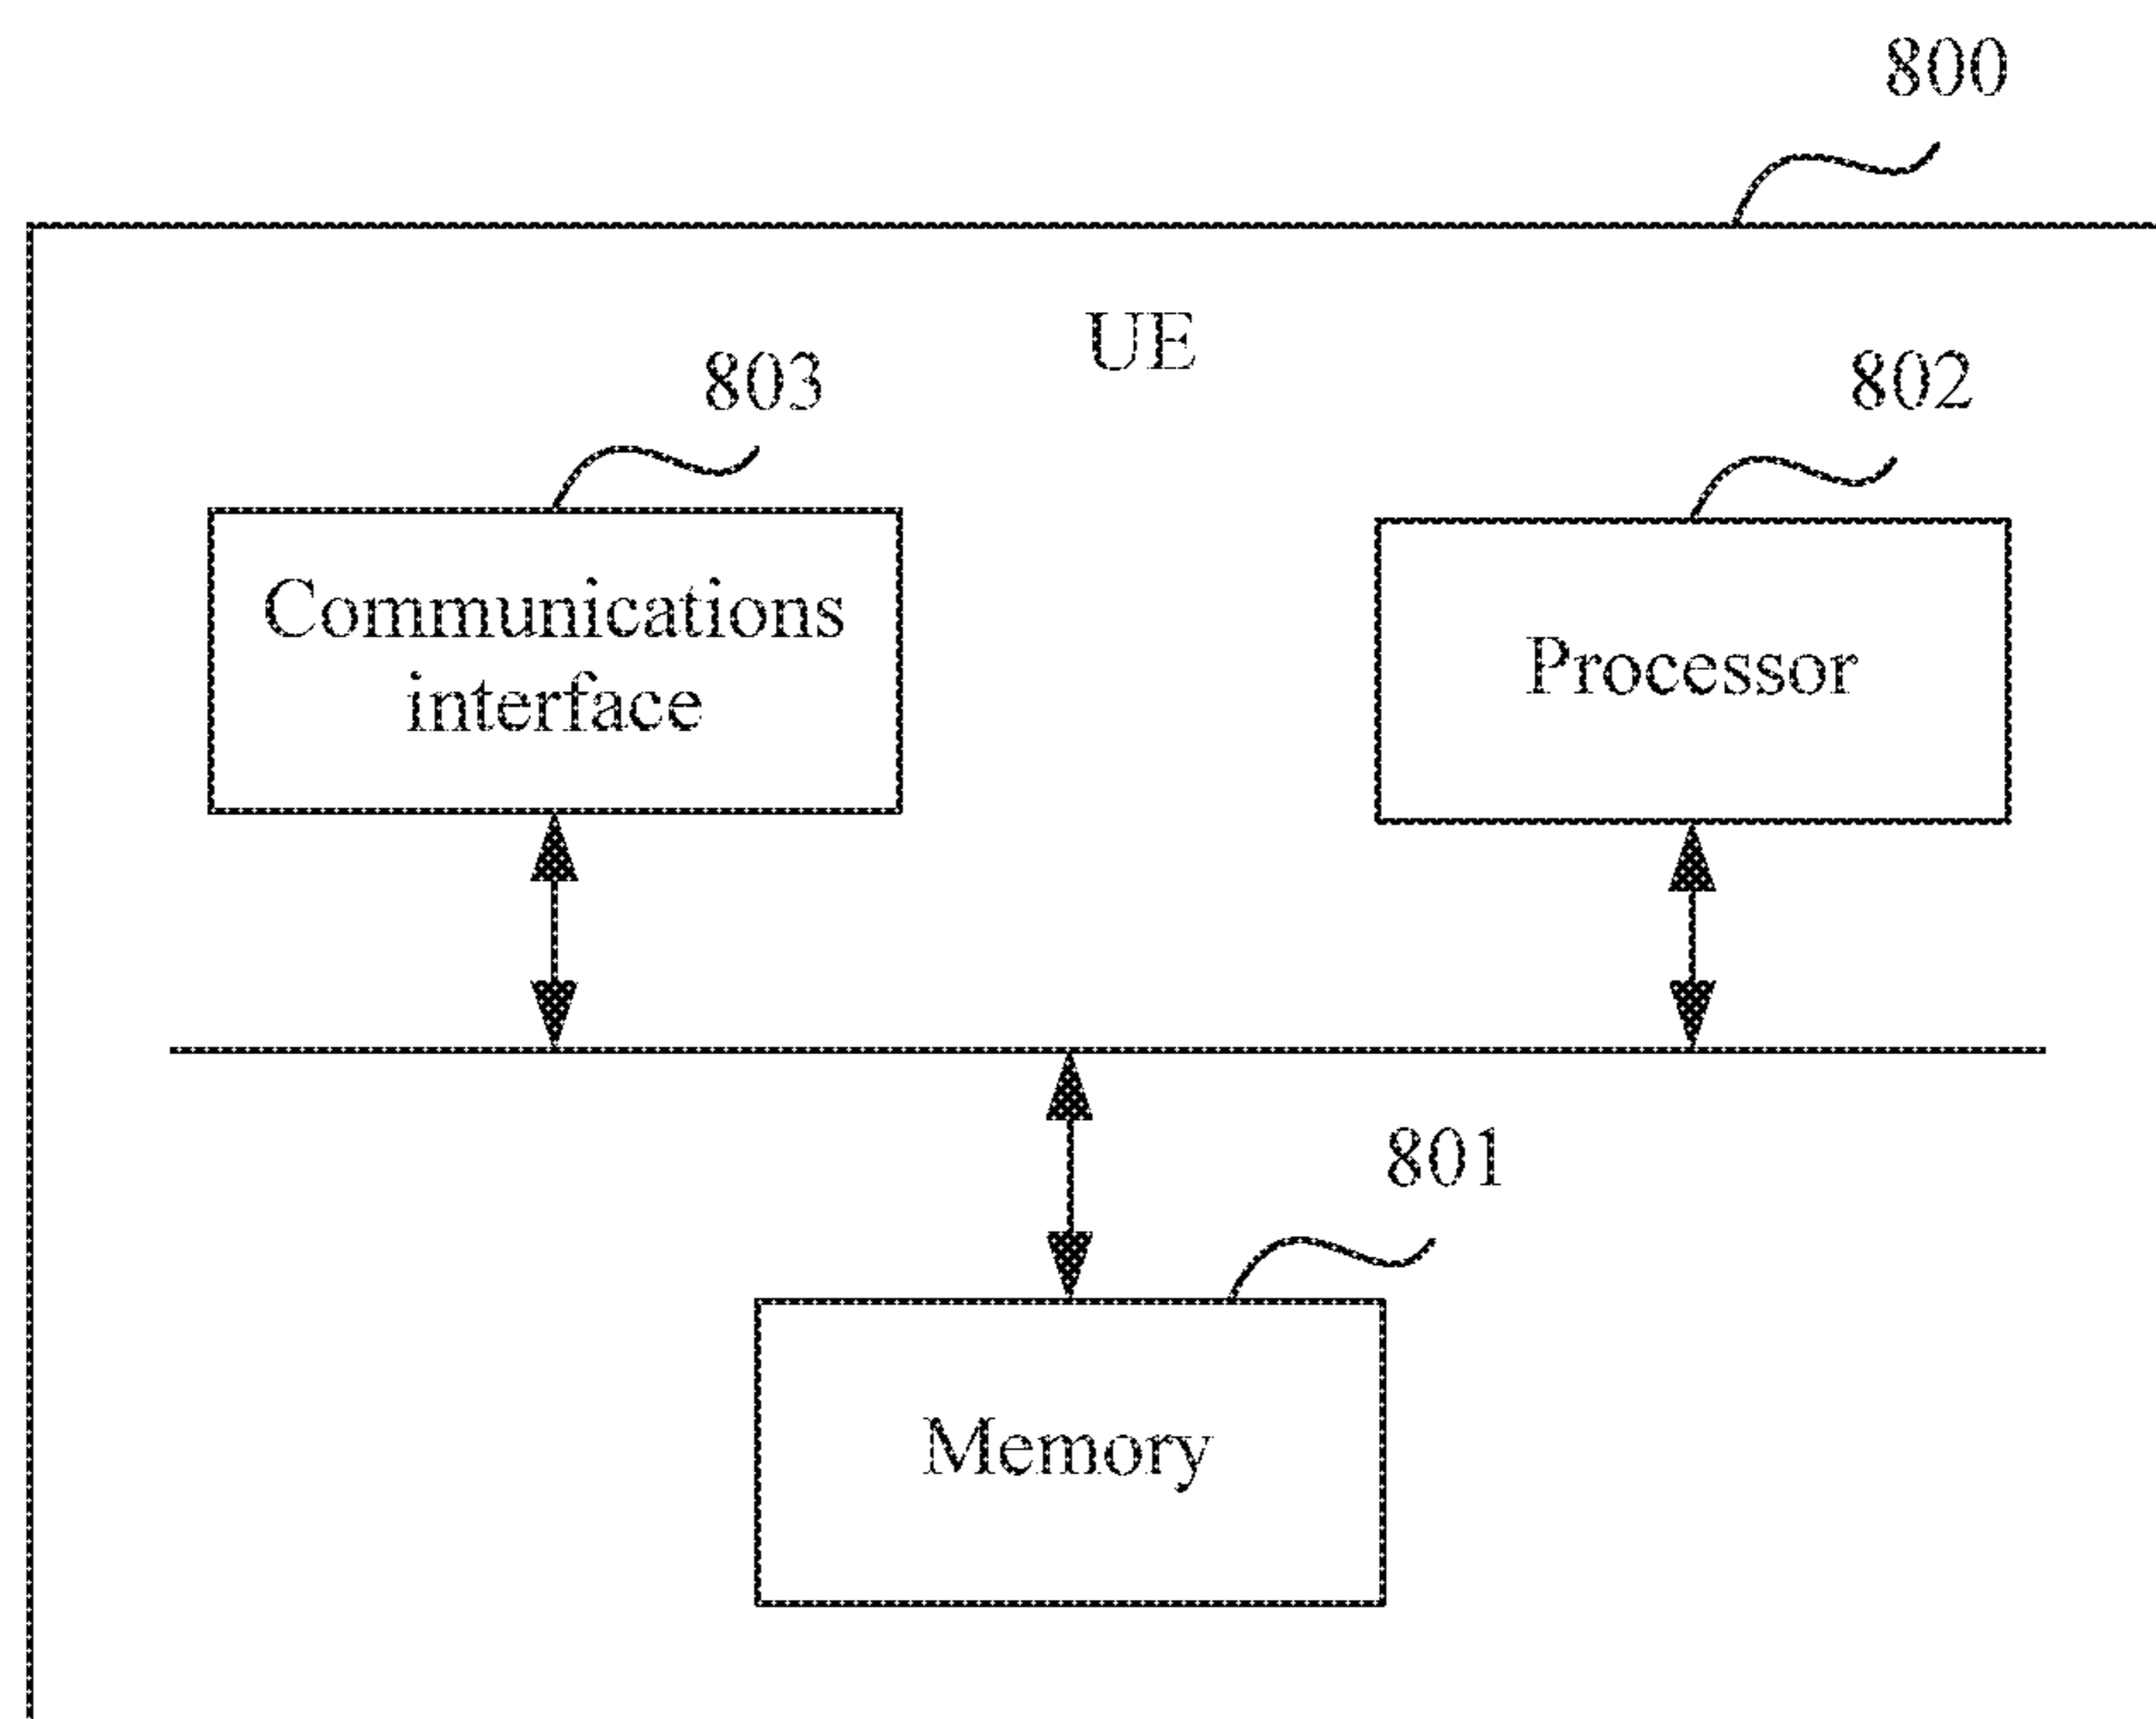 800
UE
803
802
Communications
interface
Processor
801
Memory